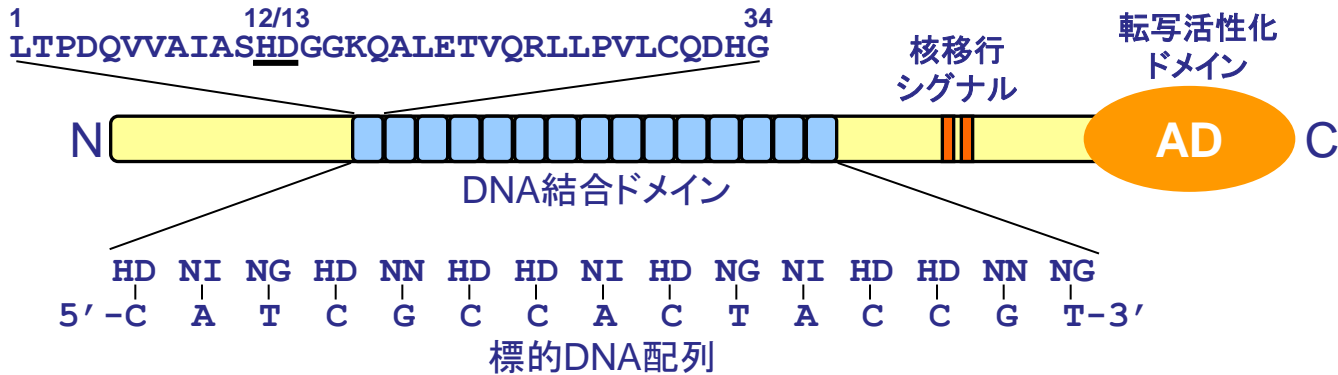 1 12/13 34
LTPDQVVAIASHDGGKQALETVQRLLPVLCQDHG
核移行
シグナル
転写活性化
ドメイン
N
AD
C
DNA結合ドメイン
HD NI NG HD NN HD HD NI HD NG NI HD HD NN NG
5′-C A T C G C C A C T A C C G T-3′
標的DNA配列